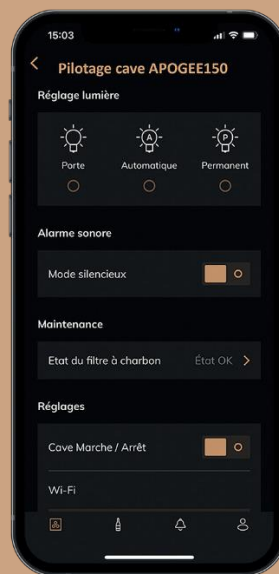 15:03
Pilotage cave APOGEE150
Réglage lumière
A P
Porte Automatique Permanent
Alarme sonore
Mode silencieux
Maintenance
Etat du filtre à charbon État OK
Réglages
Cave Marche / Arrêt
Wi-Fi